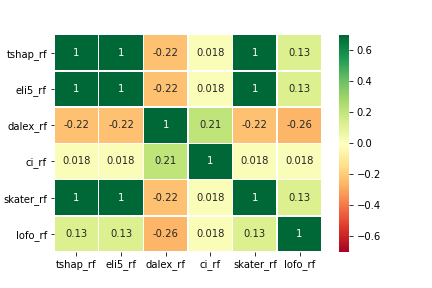 tshap_rf 1 1 -0.22 0.018 1 0.13
eli5_rf 1 1 -0.22 0.018 1 0.13
dalex_rf -0.22 -0.22 1 0.21 -0.22 -0.26
ci_rf 0.018 0.018 0.21 1 0.018 0.018
skater_rf 1 1 -0.22 0.018 1 0.13
lofo_rf 0.13 0.13 -0.26 0.018 0.13 1
tshap_rf eli5_rf dalex_rf ci_rf skater_rf lofo_rf
0.6
0.4
0.2
0.0
−0.2
−0.4
−0.6